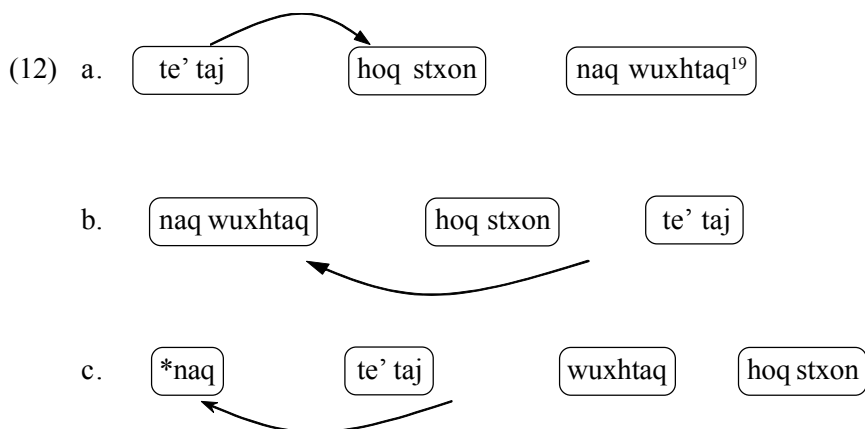 (12) a. te’ taj hoq stxon naq wuxhtaq¹⁹
b. naq wuxhtaq hoq stxon te’ taj
c. *naq te’ taj wuxhtaq hoq stxon